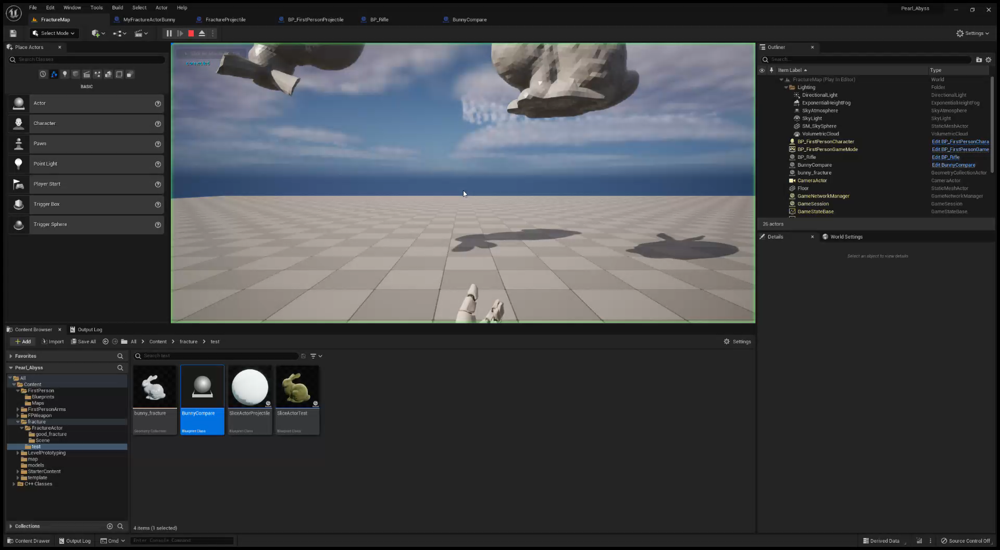 File Edit Window Tools Build Select Actor Help
Pearl_Abyss
FractureMap
MyFractureActorBunny
FractureProjectile
BP_FirstPersonProjectile
BP_Rifle
BunnyCompare
Select Mode
Settings
Place Actors
Search Classes
BASIC
Actor
Character
Pawn
Point Light
Player Start
Trigger Box
Trigger Sphere
connected
Outliner
Search...
Item Label Type
FractureMap (Play In Editor) World
Lighting Folder
DirectionalLight DirectionalLight
ExponentialHeightFog ExponentialHeightFog
SkyAtmosphere SkyAtmosphere
SkyLight SkyLight
SM_SkySphere StaticMeshActor
VolumetricCloud VolumetricCloud
BP_FirstPersonCharacter Edit BP_FirstPersonChara
BP_FirstPersonGameMode Edit BP_FirstPersonGame
BP_Rifle Edit BP_Rifle
BunnyCompare Edit BunnyCompare
bunny_fracture GeometryCollectionActor
CameraActor CameraActor
Floor StaticMeshActor
GameNetworkManager GameNetworkManager
GameSession GameSession
GameStateBase GameStateBase
26 actors
Details
World Settings
Select an object to view details
Content Browser
Output Log
Add
Import
Save All
All
Content
fracture
test
Settings
Favorites
Search test
Pearl_Abyss
All
Content
FirstPerson
Blueprints
Maps
FirstPersonArms
FPWeapon
fracture
FractureActor
good_fracture
Scene
test
LevelPrototyping
map
models
StarterContent
template
C++ Classes
bunny_fracture
Geometry Collection
BunnyCompare
Blueprint Class
SliceActorProjectile
Blueprint Class
SliceActorTest
Blueprint Class
Collections
4 items (1 selected)
Content Drawer
Output Log
Cmd
Enter Console Command
Derived Data
Source Control Off